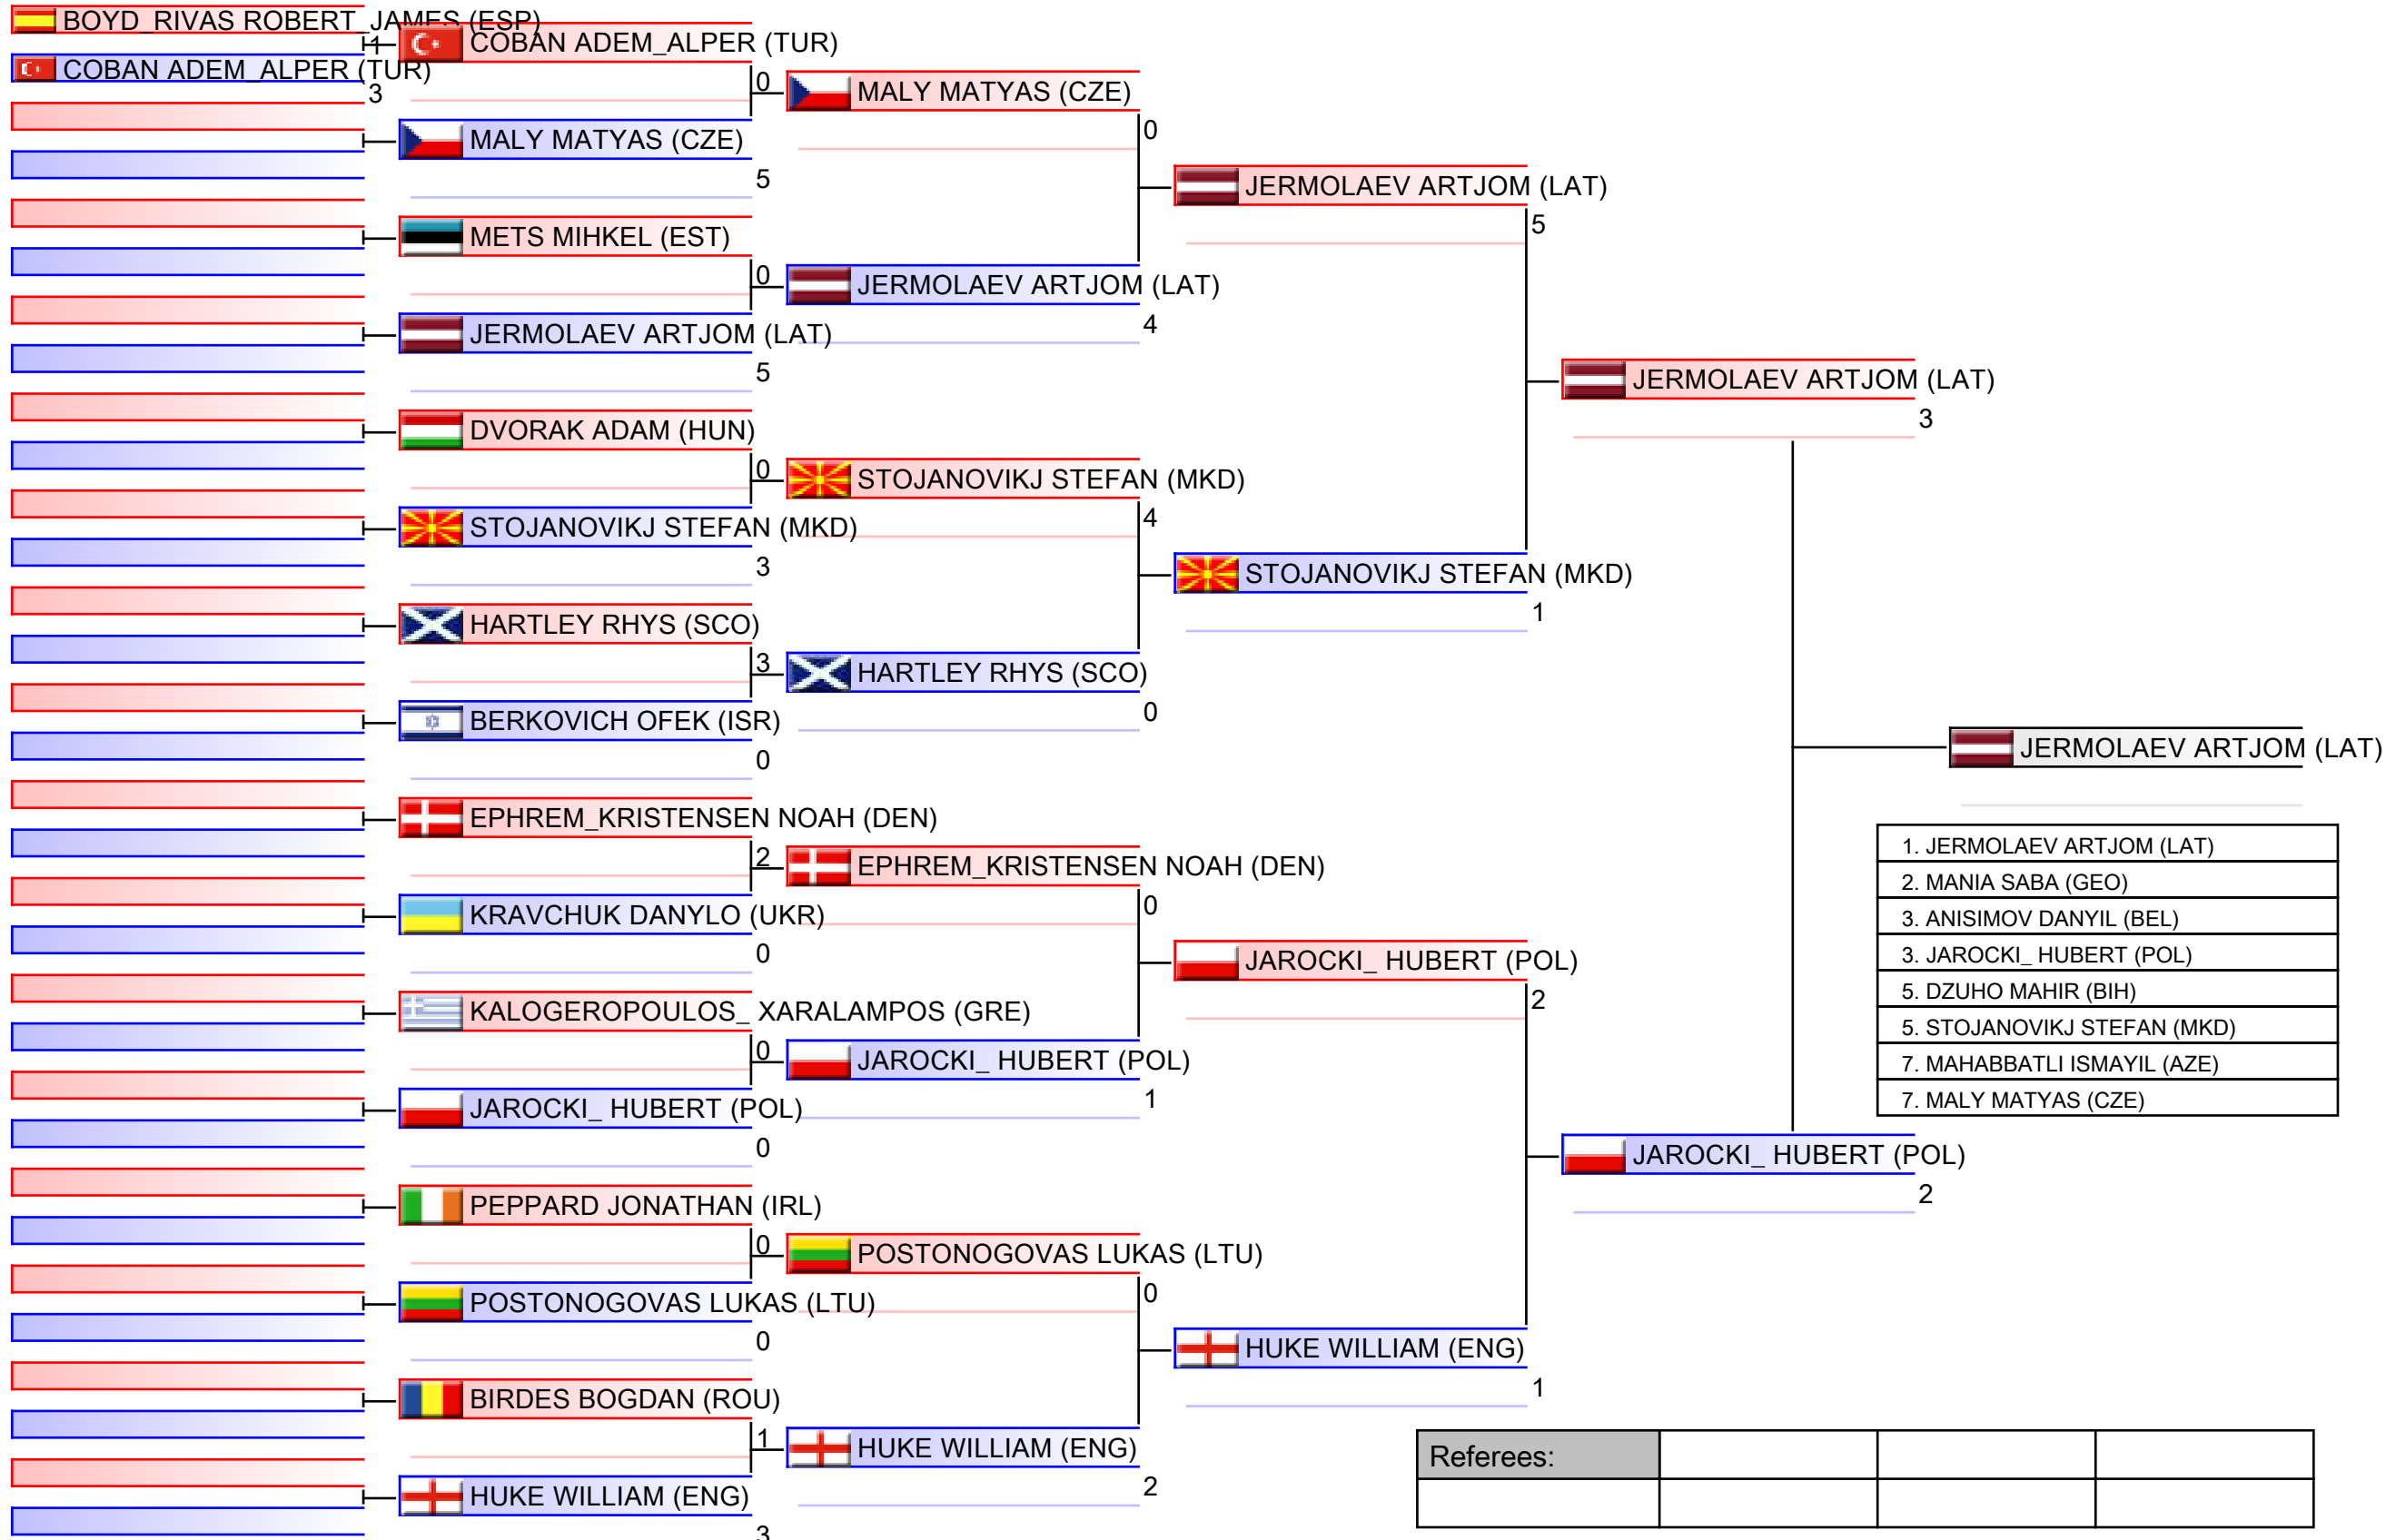 BOYD_RIVAS ROBERT_JAMES (ESP)
1
COBAN ADEM_ALPER (TUR)
3
COBAN ADEM_ALPER (TUR)
0
MALY MATYAS (CZE)
5
METS MIHKEL (EST)
0
JERMOLAEV ARTJOM (LAT)
5
DVORAK ADAM (HUN)
0
STOJANOVIKJ STEFAN (MKD)
3
HARTLEY RHYS (SCO)
3
BERKOVICH OFEK (ISR)
0
EPHREM_KRISTENSEN NOAH (DEN)
2
KRAVCHUK DANYLO (UKR)
0
KALOGEROPOULOS_ XARALAMPOS (GRE)
0
JAROCKI_ HUBERT (POL)
0
PEPPARD JONATHAN (IRL)
0
POSTONOGOVAS LUKAS (LTU)
0
BIRDES BOGDAN (ROU)
1
HUKE WILLIAM (ENG)
3
MALY MATYAS (CZE)
0
JERMOLAEV ARTJOM (LAT)
4
STOJANOVIKJ STEFAN (MKD)
4
HARTLEY RHYS (SCO)
0
EPHREM_KRISTENSEN NOAH (DEN)
0
JAROCKI_ HUBERT (POL)
1
POSTONOGOVAS LUKAS (LTU)
0
HUKE WILLIAM (ENG)
2
JERMOLAEV ARTJOM (LAT)
5
STOJANOVIKJ STEFAN (MKD)
1
JAROCKI_ HUBERT (POL)
2
HUKE WILLIAM (ENG)
1
JERMOLAEV ARTJOM (LAT)
3
JAROCKI_ HUBERT (POL)
2
JERMOLAEV ARTJOM (LAT)
1. JERMOLAEV ARTJOM (LAT)
2. MANIA SABA (GEO)
3. ANISIMOV DANYIL (BEL)
3. JAROCKI_ HUBERT (POL)
5. DZUHO MAHIR (BIH)
5. STOJANOVIKJ STEFAN (MKD)
7. MAHABBATLI ISMAYIL (AZE)
7. MALY MATYAS (CZE)
Referees: